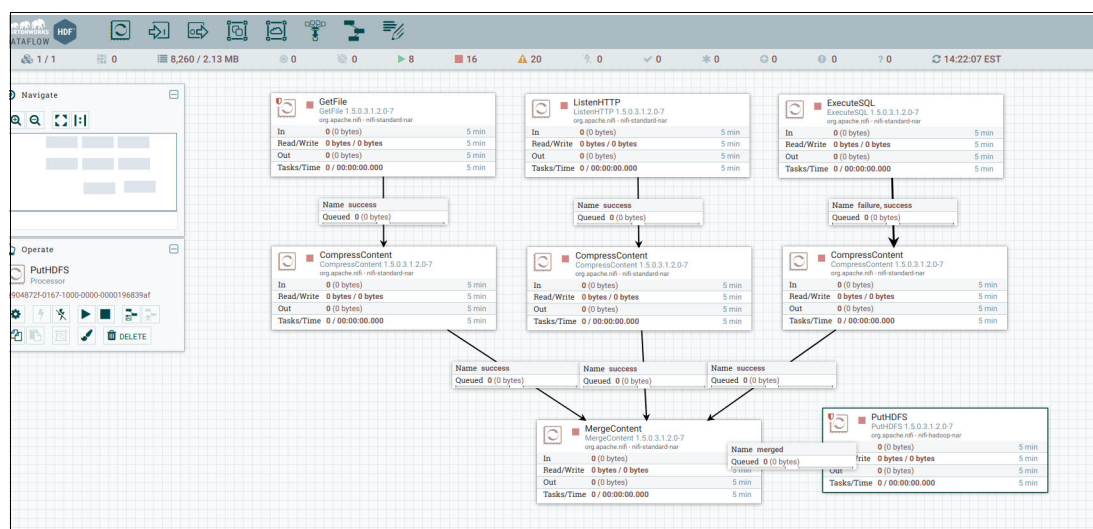 HORTONWORKS
DATAFLOW
HDF
1 / 1 0 8,260 / 2.13 MB 0 0 8 16 20 0 0 0 0 0 0 14:22:07 EST
Navigate
Operate
PutHDFS
Processor
904872f-0167-1000-0000-0000196839af
DELETE
GetFile
GetFile 1.5.0.3.1.2.0-7
org.apache.nifi - nifi-standard-nar
In 0 (0 bytes) 5 min
Read/Write 0 bytes / 0 bytes 5 min
Out 0 (0 bytes) 5 min
Tasks/Time 0 / 00:00:00.000 5 min
ListenHTTP
ListenHTTP 1.5.0.3.1.2.0-7
org.apache.nifi - nifi-standard-nar
In 0 (0 bytes) 5 min
Read/Write 0 bytes / 0 bytes 5 min
Out 0 (0 bytes) 5 min
Tasks/Time 0 / 00:00:00.000 5 min
ExecuteSQL
ExecuteSQL 1.5.0.3.1.2.0-7
org.apache.nifi - nifi-standard-nar
In 0 (0 bytes) 5 min
Read/Write 0 bytes / 0 bytes 5 min
Out 0 (0 bytes) 5 min
Tasks/Time 0 / 00:00:00.000 5 min
Name success
Queued 0 (0 bytes)
Name success
Queued 0 (0 bytes)
Name failure, success
Queued 0 (0 bytes)
CompressContent
CompressContent 1.5.0.3.1.2.0-7
org.apache.nifi - nifi-standard-nar
In 0 (0 bytes) 5 min
Read/Write 0 bytes / 0 bytes 5 min
Out 0 (0 bytes) 5 min
Tasks/Time 0 / 00:00:00.000 5 min
CompressContent
CompressContent 1.5.0.3.1.2.0-7
org.apache.nifi - nifi-standard-nar
In 0 (0 bytes) 5 min
Read/Write 0 bytes / 0 bytes 5 min
Out 0 (0 bytes) 5 min
Tasks/Time 0 / 00:00:00.000 5 min
CompressContent
CompressContent 1.5.0.3.1.2.0-7
org.apache.nifi - nifi-standard-nar
In 0 (0 bytes) 5 min
Read/Write 0 bytes / 0 bytes 5 min
Out 0 (0 bytes) 5 min
Tasks/Time 0 / 00:00:00.000 5 min
Name success
Queued 0 (0 bytes)
Name success
Queued 0 (0 bytes)
Name success
Queued 0 (0 bytes)
MergeContent
MergeContent 1.5.0.3.1.2.0-7
org.apache.nifi - nifi-standard-nar
In 0 (0 bytes)
Read/Write 0 bytes / 0 bytes 5 min
Out 0 (0 bytes) 5 min
Tasks/Time 0 / 00:00:00.000 5 min
Name merged
Queued 0 (0 bytes)
PutHDFS
PutHDFS 1.5.0.3.1.2.0-7
org.apache.nifi - nifi-hadoop-nar
0 (0 bytes) 5 min
/Write 0 bytes / 0 bytes 5 min
Out 0 (0 bytes) 5 min
Tasks/Time 0 / 00:00:00.000 5 min